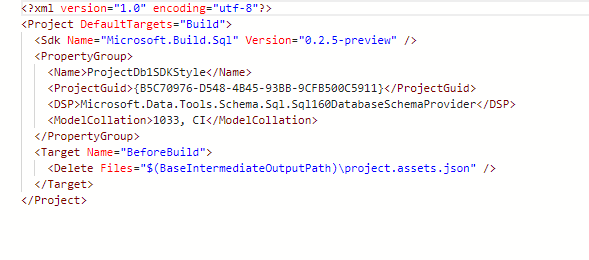 <?xml version="1.0" encoding="utf-8"?>
<Project DefaultTargets="Build">
<Sdk Name="Microsoft.Build.Sql" Version="0.2.5-preview" />
<PropertyGroup>
<Name>ProjectDb1SDKStyle</Name>
<ProjectGuid>{B5C70976-D548-4B45-93BB-9CFB500C5911}</ProjectGuid>
<DSP>Microsoft.Data.Tools.Schema.Sql.Sql160DatabaseSchemaProvider</DSP>
<ModelCollation>1033, CI</ModelCollation>
</PropertyGroup>
<Target Name="BeforeBuild">
<Delete Files="$(BaseIntermediateOutputPath)\project.assets.json" />
</Target>
</Project>